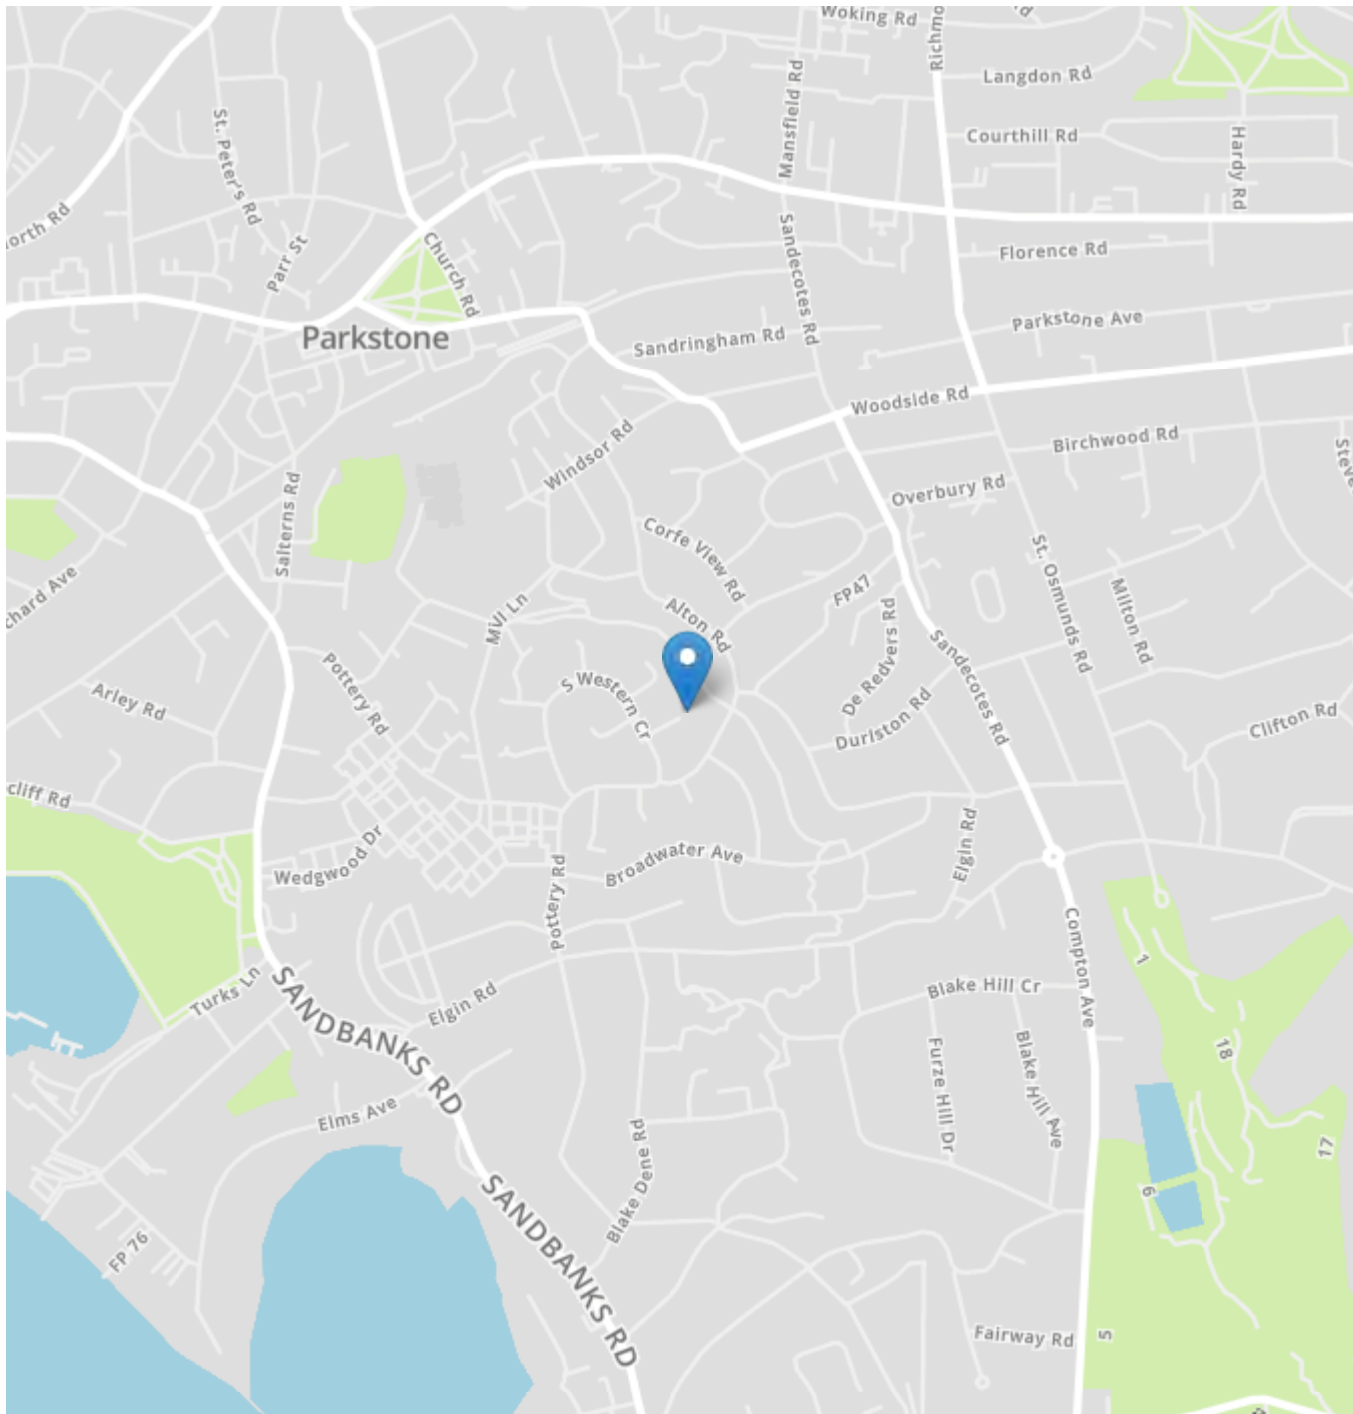 Woking Rd
Rd
Richmo
Langdon Rd
Mansfield Rd
Courthill Rd
Hardy Rd
St. Peter's Rd
orth Rd
Parr St
Church Rd
Sandecotes Rd
Florence Rd
Parkstone Ave
Parkstone
Sandringham Rd
Woodside Rd
Birchwood Rd
Steve
Windsor Rd
Salterns Rd
Overbury Rd
Corfe View Rd
St. Osmunds Rd
chard Ave
FP47
Milton Rd
MVI Ln
Alton Rd
De Redvers Rd
Sandecotes Rd
Pottery Rd
S Western Cr
Arley Rd
Durlston Rd
Clifton Rd
cliff Rd
Elgin Rd
Wedgwood Dr
Broadwater Ave
Pottery Rd
Compton Ave
1
Turks Ln
SANDBANKS RD
Elgin Rd
Blake Hill Cr
18
Furze Hill Dr
Blake Hill Ave
Elms Ave
17
Blake Dene Rd
6
SANDBANKS RD
FP 76
Fairway Rd
5